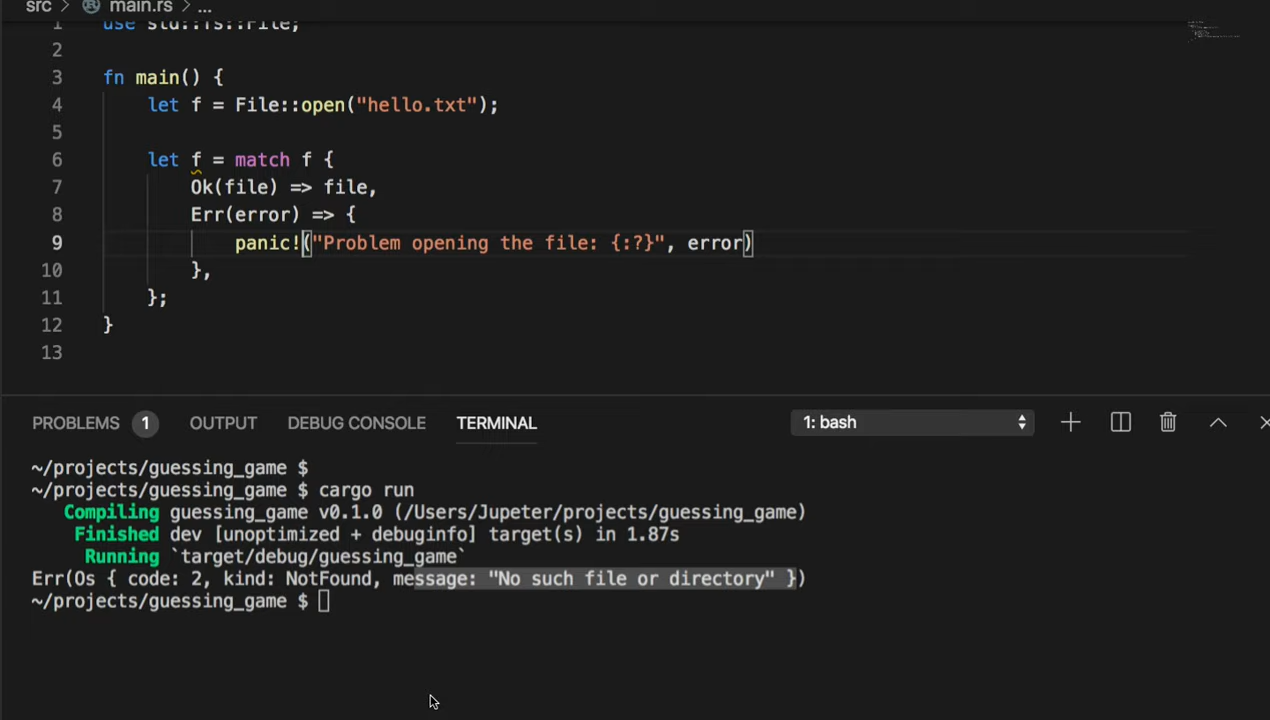 src > main.rs > ...
1 use std::fs::File;
2
3 fn main() {
4 let f = File::open("hello.txt");
5
6 let f = match f {
7 Ok(file) => file,
8 Err(error) => {
9 panic!("Problem opening the file: {:?}", error)
10 },
11 };
12 }
13
PROBLEMS 1 OUTPUT DEBUG CONSOLE TERMINAL 1: bash
~/projects/guessing_game $
~/projects/guessing_game $ cargo run
Compiling guessing_game v0.1.0 (/Users/Jupeter/projects/guessing_game)
Finished dev [unoptimized + debuginfo] target(s) in 1.87s
Running `target/debug/guessing_game`
Err(Os { code: 2, kind: NotFound, message: "No such file or directory" })
~/projects/guessing_game $